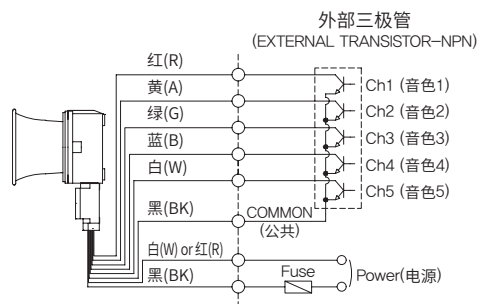 外部三极管
(EXTERNAL TRANSISTOR-NPN)
红(R)
Ch1 (音色1)
黄(A)
Ch2 (音色2)
绿(G)
Ch3 (音色3)
蓝(B)
Ch4 (音色4)
白(W)
Ch5 (音色5)
黑(BK)
COMMON
(公共)
白(W) or 红(R)
黑(BK)
Fuse
Power(电源)